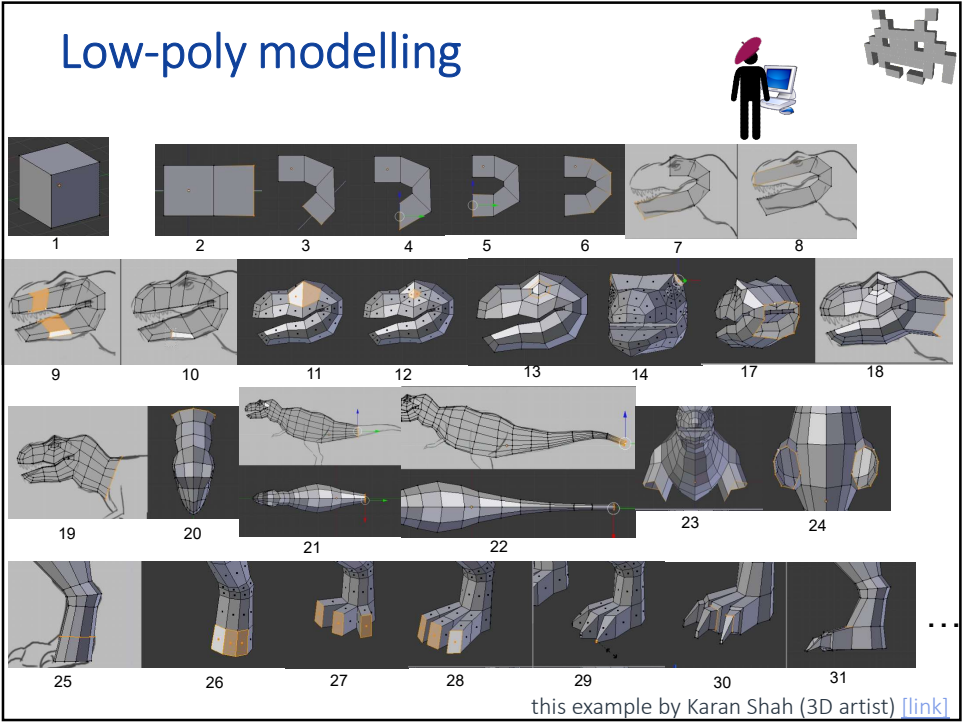 Low-poly modelling
1 2 3 4 5 6 7 8
9 10 11 12 13 14 17 18
19 20 21 22 23 24
25 26 27 28 29 30 31 ...
this example by Karan Shah (3D artist) [link]